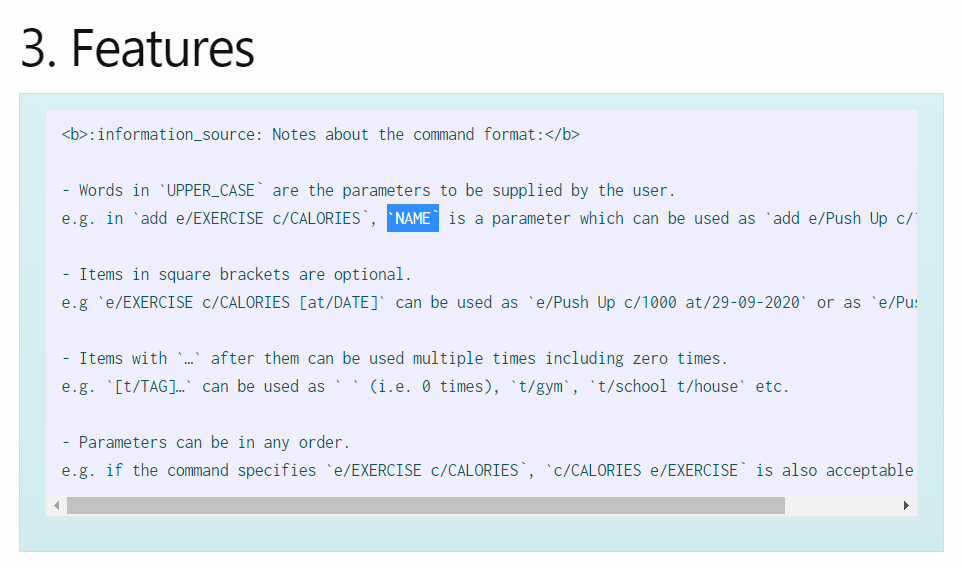 3. Features
<b>:information_source: Notes about the command format:</b>
- Words in `UPPER_CASE` are the parameters to be supplied by the user.
e.g. in `add e/EXERCISE c/CALORIES`, `NAME` is a parameter which can be used as `add e/Push Up c/
- Items in square brackets are optional.
e.g `e/EXERCISE c/CALORIES [at/DATE]` can be used as `e/Push Up c/1000 at/29-09-2020` or as `e/Pus
- Items with `…` after them can be used multiple times including zero times.
e.g. `[t/TAG]…` can be used as ` ` (i.e. 0 times), `t/gym`, `t/school t/house` etc.
- Parameters can be in any order.
e.g. if the command specifies `e/EXERCISE c/CALORIES`, `c/CALORIES e/EXERCISE` is also acceptable